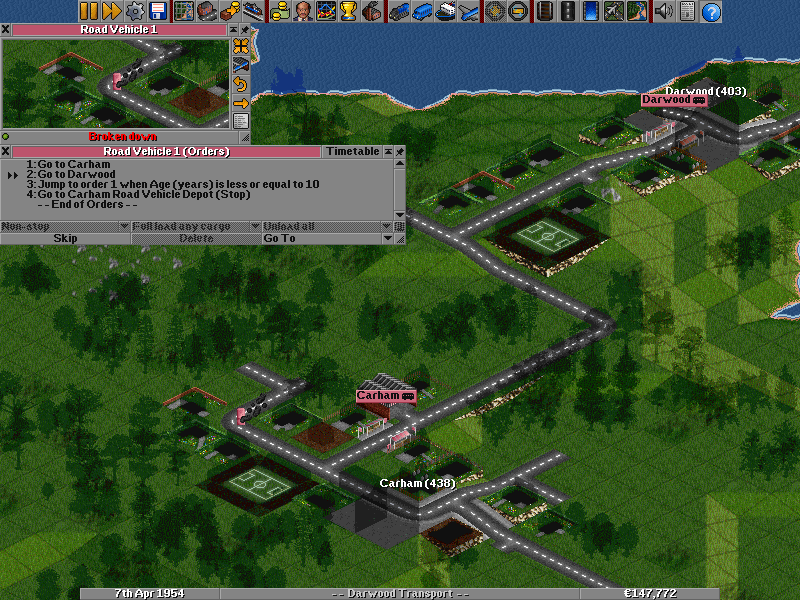 Road Vehicle 1
Broken down
Road Vehicle 1 (Orders)
Timetable
1: Go to Carham
2: Go to Darwood
3: Jump to order 1 when Age (years) is less or equal to 10
4: Go to Carham Road Vehicle Depot (Stop)
- - End of Orders - -
Non-stop
Full load any cargo
Unload all
Skip
Delete
Go To
Darwood (403)
Darwood
Carham
Carham (438)
7th Apr 1954
- - Darwood Transport - -
€147,772